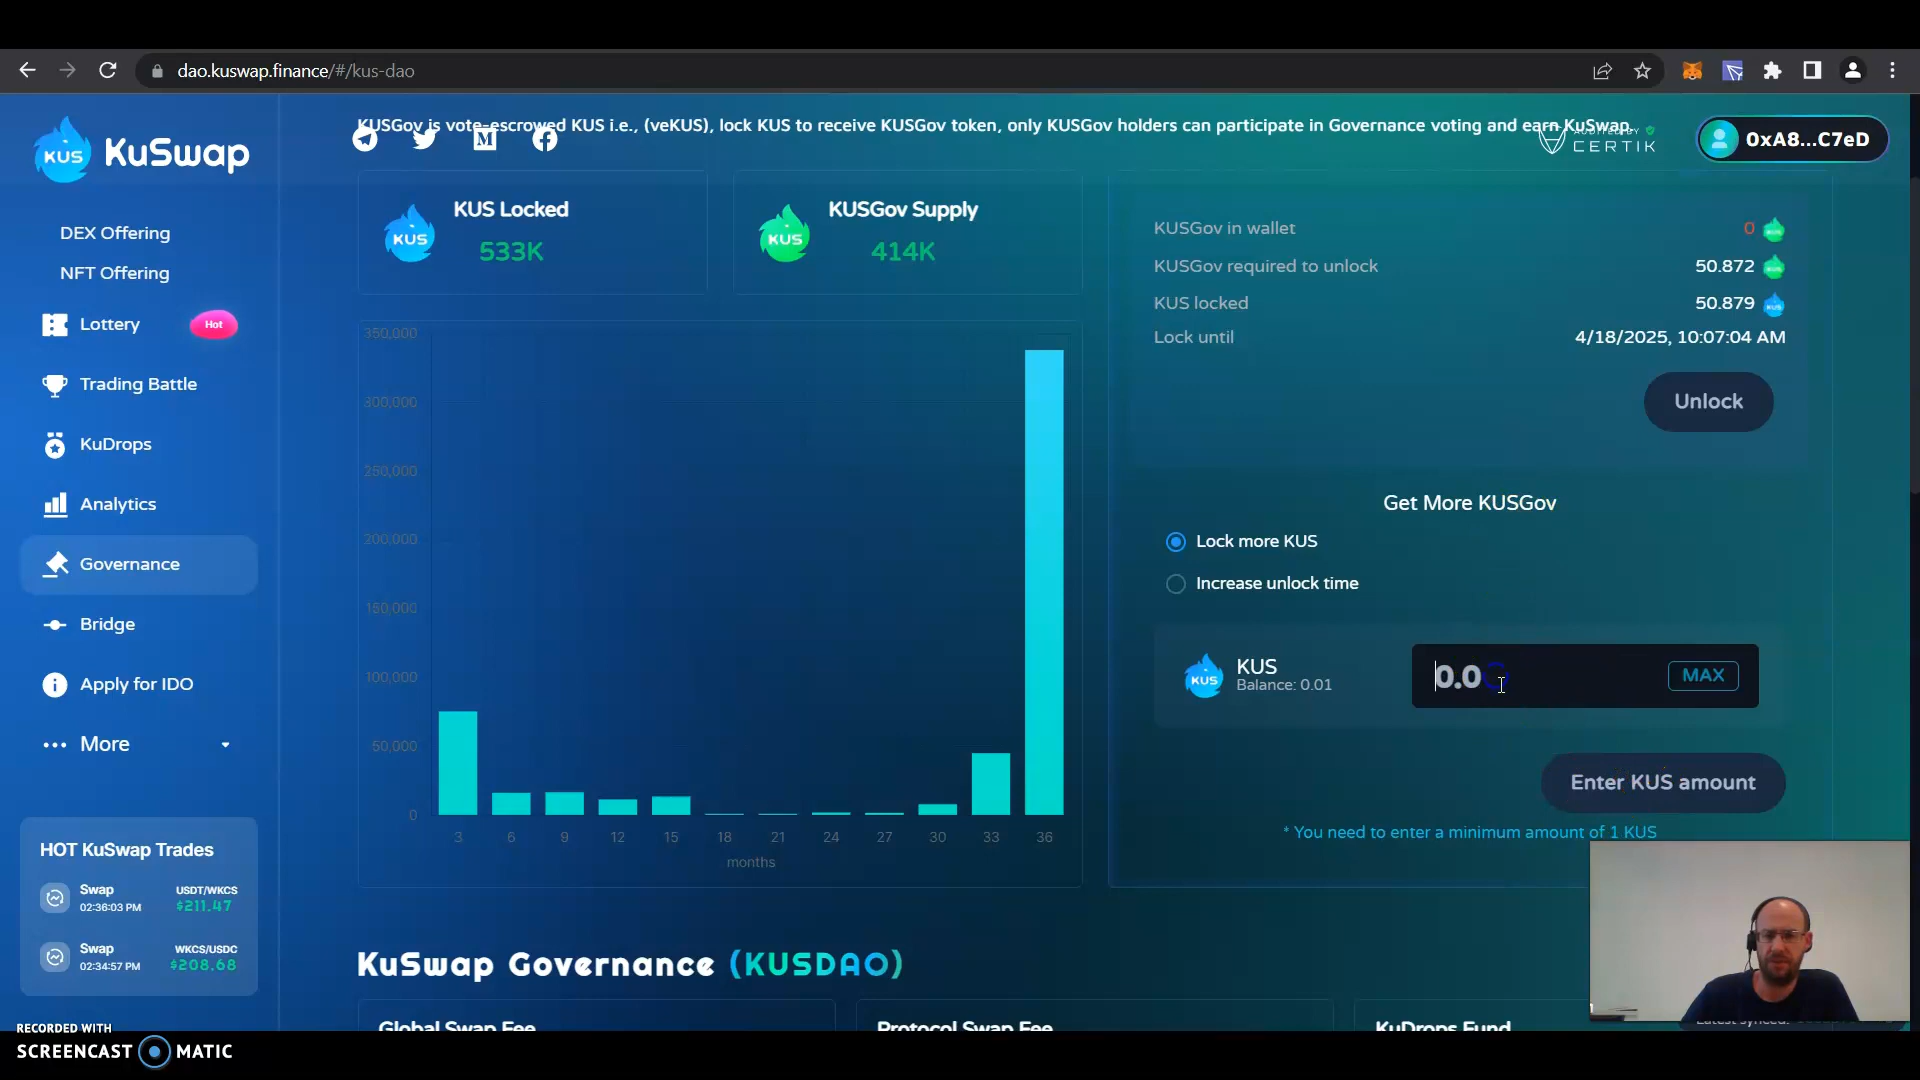 dao.kuswap.finance/#/kus-dao
KUSGov is vote-escrowed KUS i.e., (veKUS), lock KUS to receive KUSGov token, only KUSGov holders can participate in Governance voting and earn KuSwap.
KUS KuSwap
CERTIK
0xA8...C7eD
DEX Offering
NFT Offering
Lottery
Hot
Trading Battle
KuDrops
Analytics
Governance
Bridge
Apply for IDO
More
HOT KuSwap Trades
Swap USDT/WKCS
02:36:03 PM $211.47
Swap WKCS/USDC
02:34:57 PM $208.68
KUS Locked
KUS
533K
KUSGov Supply
KUS
414K
350,000
300,000
250,000
200,000
150,000
100,000
50,000
0
3 6 9 12 15 18 21 24 27 30 33 36
months
KUSGov in wallet 0
KUSGov required to unlock 50.872
KUS locked 50.879
Lock until 4/18/2025, 10:07:04 AM
Unlock
Get More KUSGov
Lock more KUS
Increase unlock time
KUS
KUS
Balance: 0.01
0.0
MAX
Enter KUS amount
* You need to enter a minimum amount of 1 KUS
KuSwap Governance (KUSDAO)
Global Swap Fee
Protocol Swap Fee
KuDrops Fund
Latest synced:
RECORDED WITH
SCREENCAST MATIC